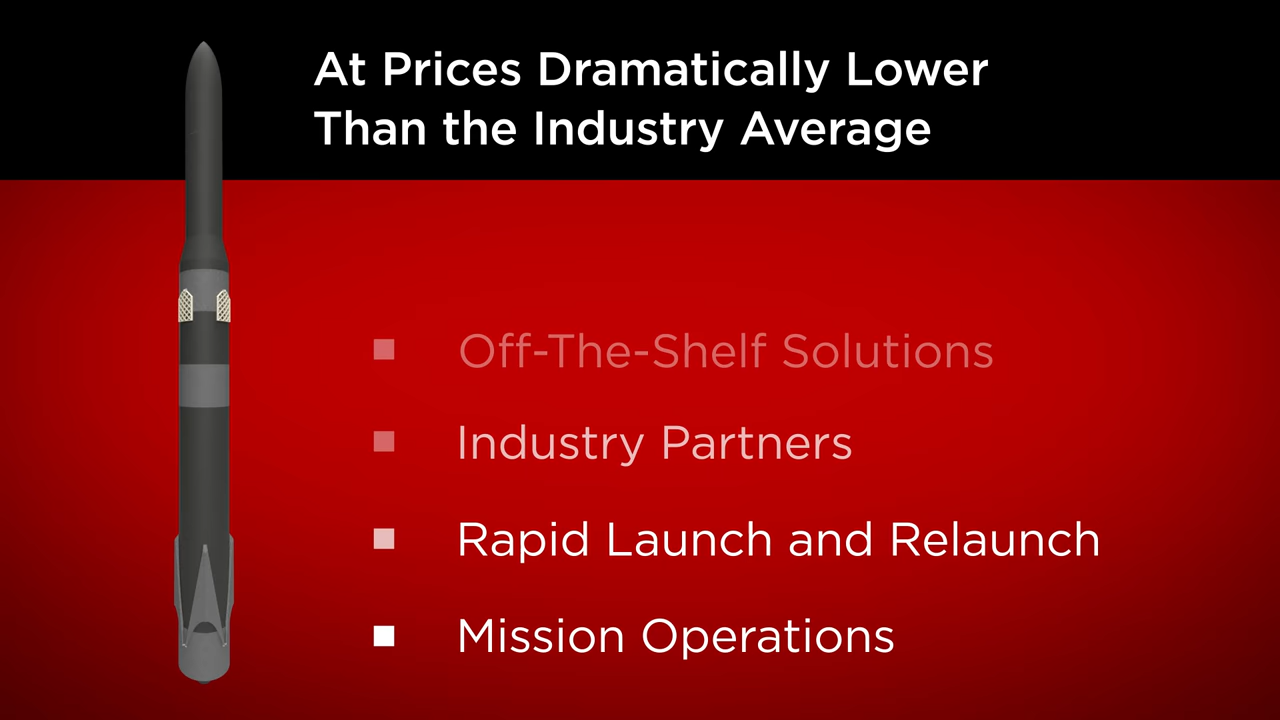 At Prices Dramatically Lower
Than the Industry Average
Off-The-Shelf Solutions
Industry Partners
Rapid Launch and Relaunch
Mission Operations